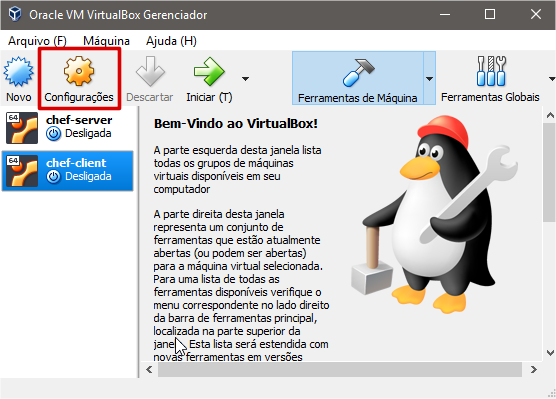 Oracle VM VirtualBox Gerenciador
Arquivo (F) Máquina Ajuda (H)
Novo Configurações Descartar Iniciar (T) Ferramentas de Máquina Ferramentas Globais
64 chef-server
Desligada
64 chef-client
Desligada
Bem-Vindo ao VirtualBox!
A parte esquerda desta janela lista
todas os grupos de máquinas
virtuais disponíveis em seu
computador
A parte direita desta janela
representa um conjunto de
ferramentas que estão atualmente
abertas (ou podem ser abertas)
para a máquina virtual selecionada.
Para uma lista de todas as
ferramentas disponíveis verifique o
menu correspondente no lado direito
da barra de ferramentas principal,
localizada na parte superior da
janela. Esta lista será estendida com
novas ferramentas em versões